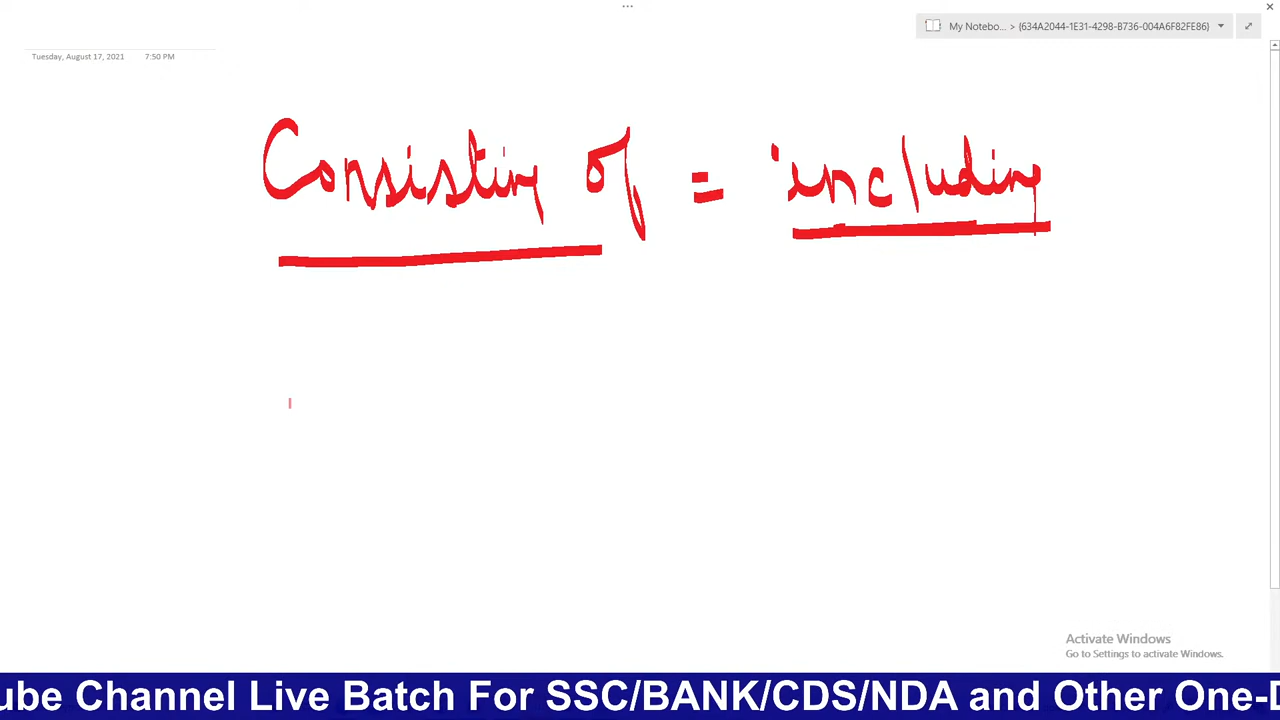 My Notebo... > {634A2044-1E31-4298-B736-004A6F82FE86}
Tuesday, August 17, 2021 7:50 PM
Consisting of = including
Activate Windows
Go to Settings to activate Windows.
ube Channel Live Batch For SSC/BANK/CDS/NDA and Other One-D